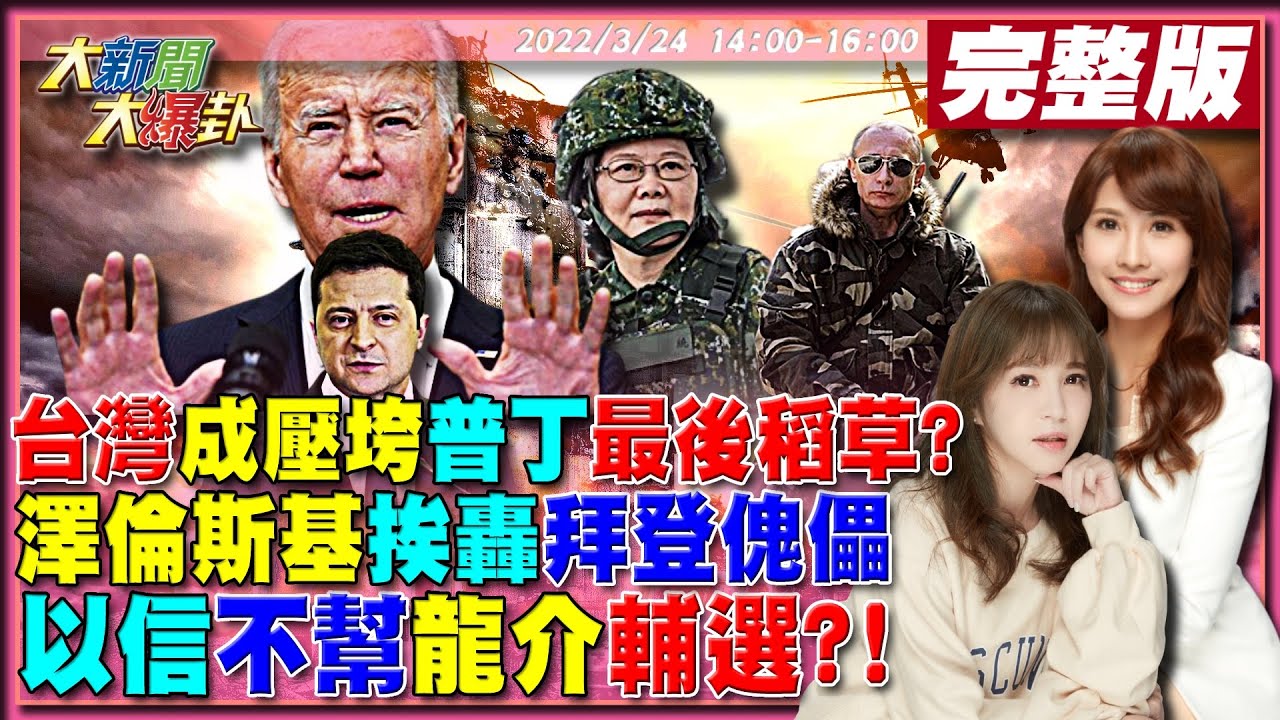 大新聞
大爆卦
2022/3/24 14:00-16:00
完整版
台灣成壓垮普丁最後稻草?
澤倫斯基挨轟拜登傀儡
以信不幫龍介輔選?!